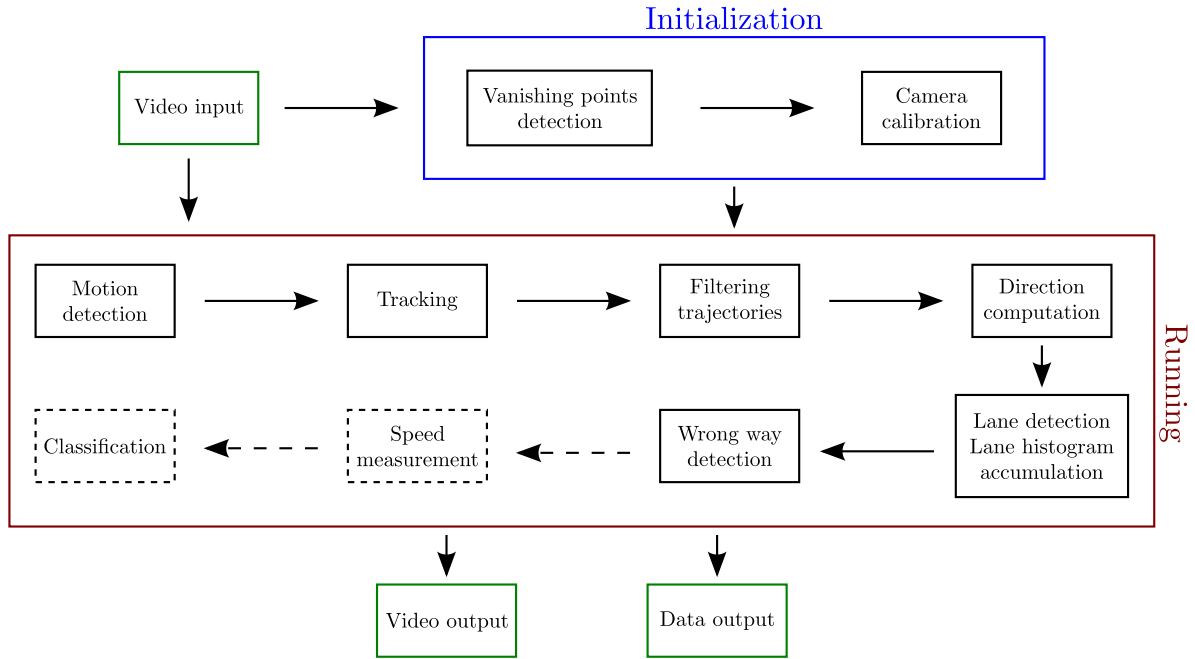 Initialization
Video input
Vanishing points
detection
Camera
calibration
Motion
detection
Tracking
Filtering
trajectories
Direction
computation
Running
Classification
Speed
measurement
Wrong way
detection
Lane detection
Lane histogram
accumulation
Video output
Data output